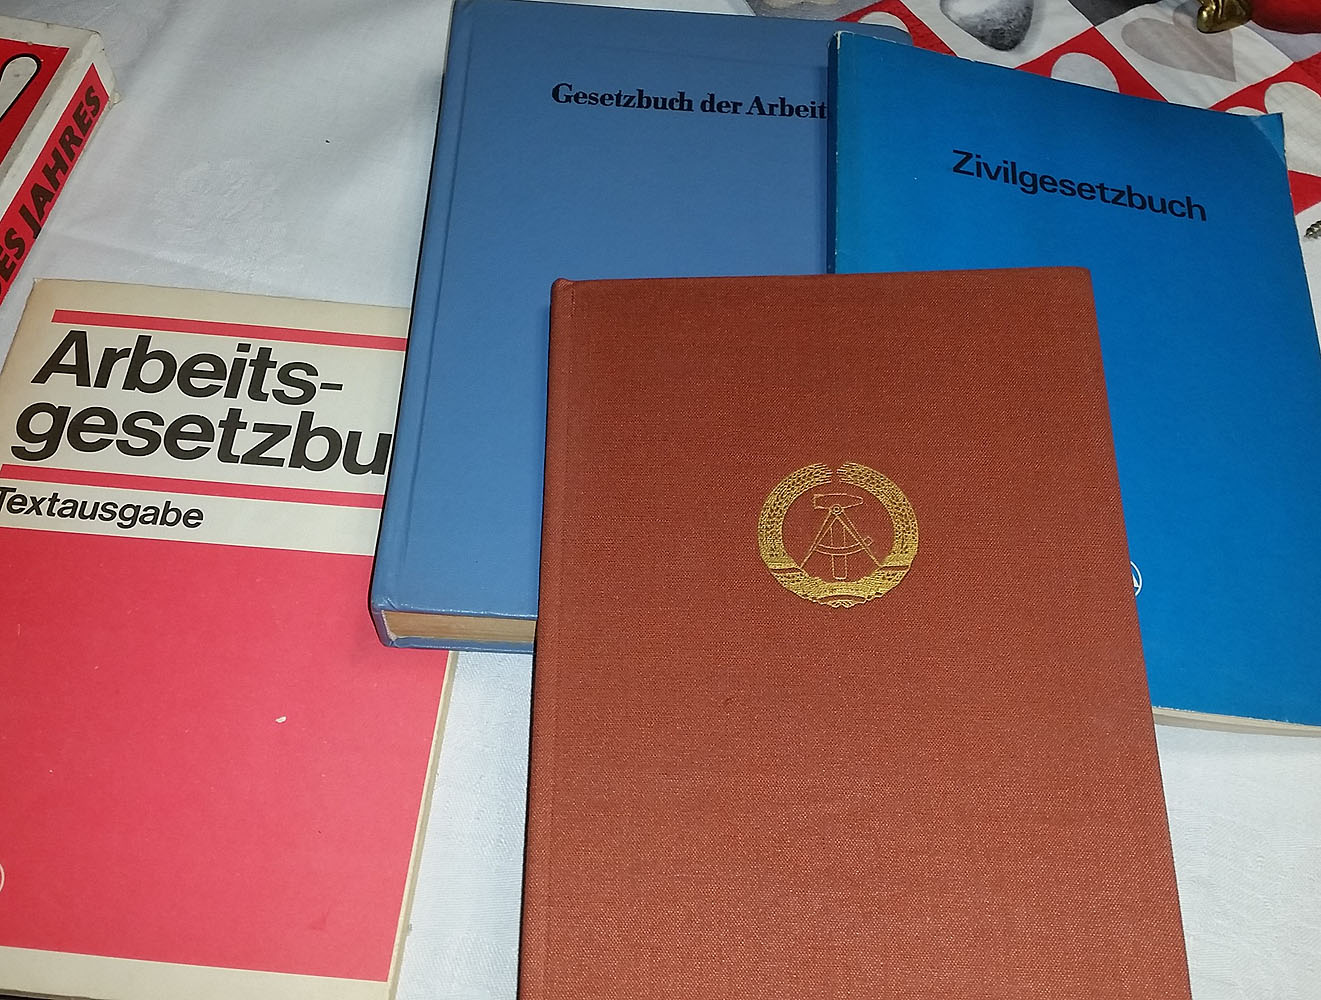 ES JAHRES
Gesetzbuch der Arbeit
Zivilgesetzbuch
Arbeits-
gesetzbu
Textausgabe